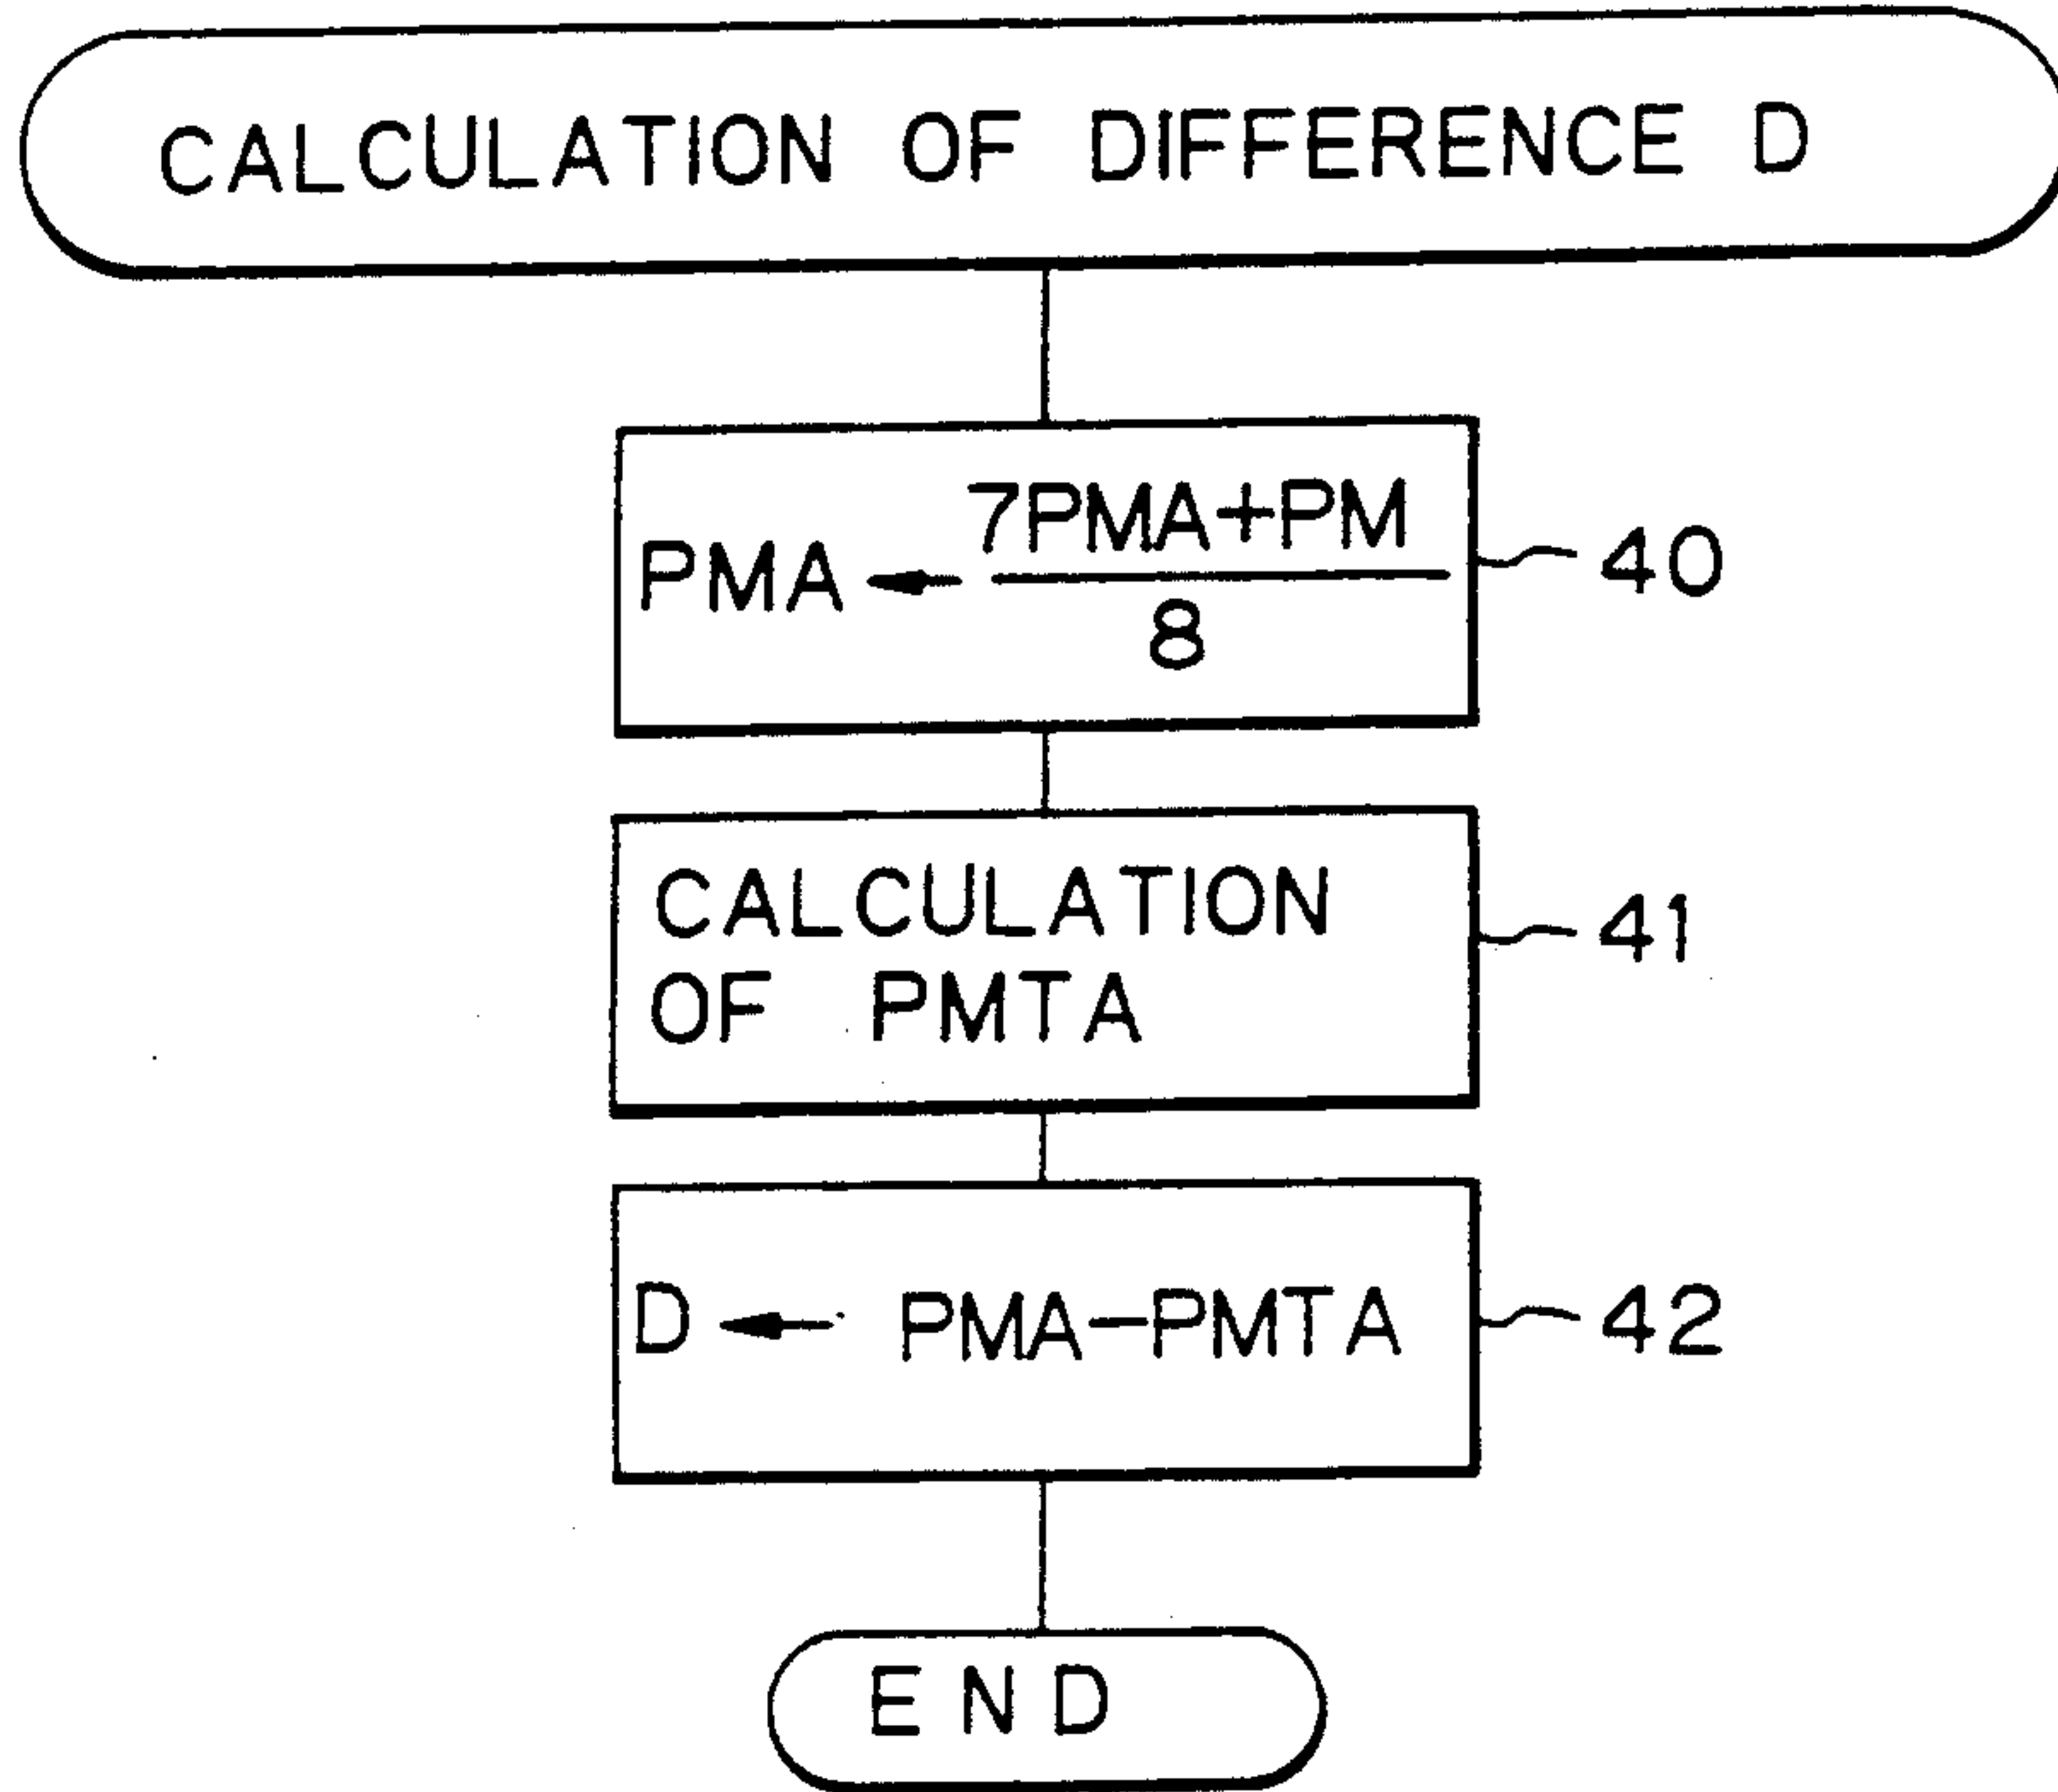 CALCULATION OF DIFFERENCE D
PMA ← 7PMA+PM
8
40
CALCULATION
OF PMTA
41
D ← PMA-PMTA
42
END